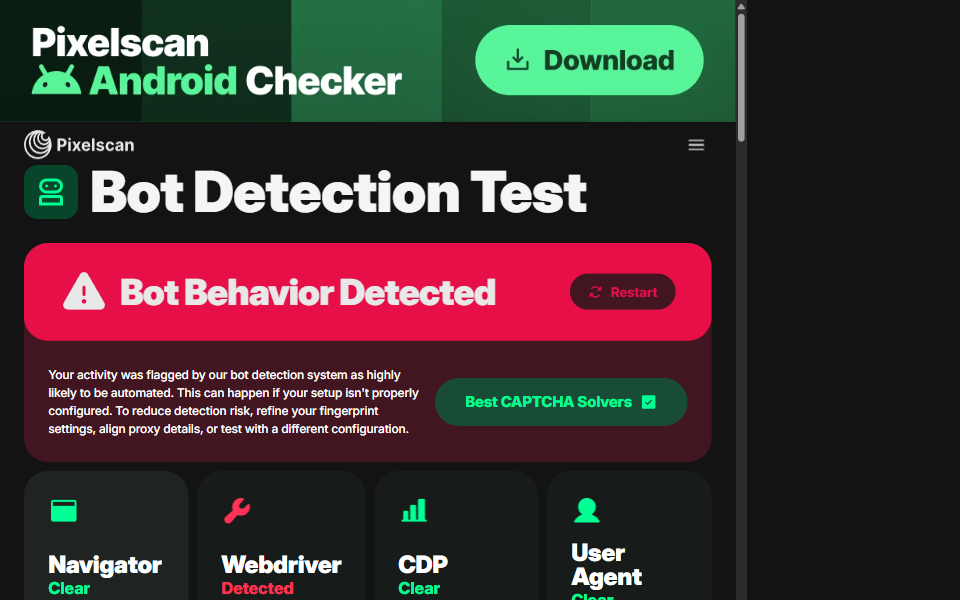 Pixelscan
Android Checker
Download
Pixelscan
Bot Detection Test
Bot Behavior Detected
Restart
Your activity was flagged by our bot detection system as highly
likely to be automated. This can happen if your setup isn't properly
configured. To reduce detection risk, refine your fingerprint
settings, align proxy details, or test with a different configuration.
Best CAPTCHA Solvers
Navigator
Clear
Webdriver
Detected
CDP
Clear
User
Agent
Clear